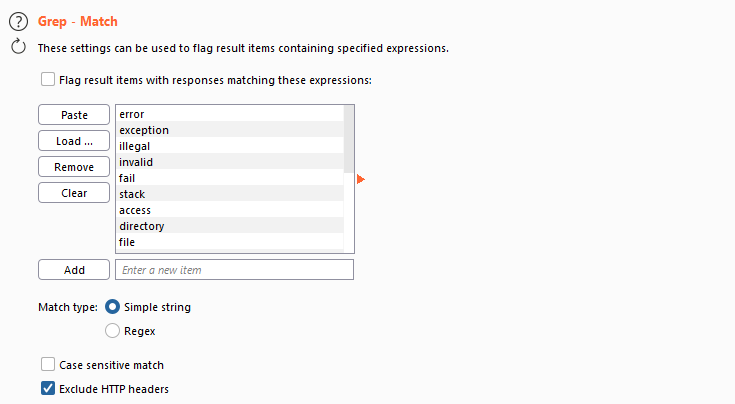 Grep - Match
These settings can be used to flag result items containing specified expressions.
Flag result items with responses matching these expressions:
Paste
Load ...
Remove
Clear
error
exception
illegal
invalid
fail
stack
access
directory
file
Add
Enter a new item
Match type:
Simple string
Regex
Case sensitive match
Exclude HTTP headers